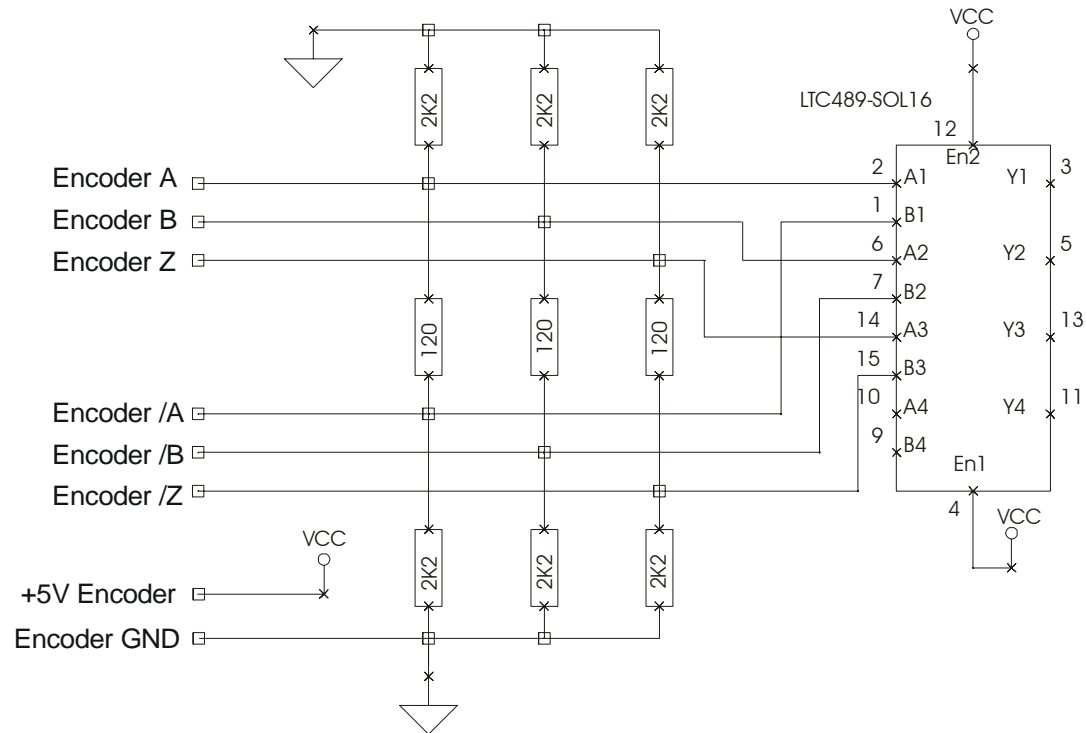 VCC
LTC489-SOL16
2K2 2K2 2K2
12
En2
Encoder A 2 A1 Y1 3
Encoder B 1 B1
Encoder Z 6 A2 Y2 5
7 B2
120 120 120 14 A3 Y3 13
15 B3
Encoder /A 10 A4 Y4 11
Encoder /B 9 B4
En1
Encoder /Z
4
VCC
VCC
2K2 2K2 2K2
+5V Encoder
Encoder GND